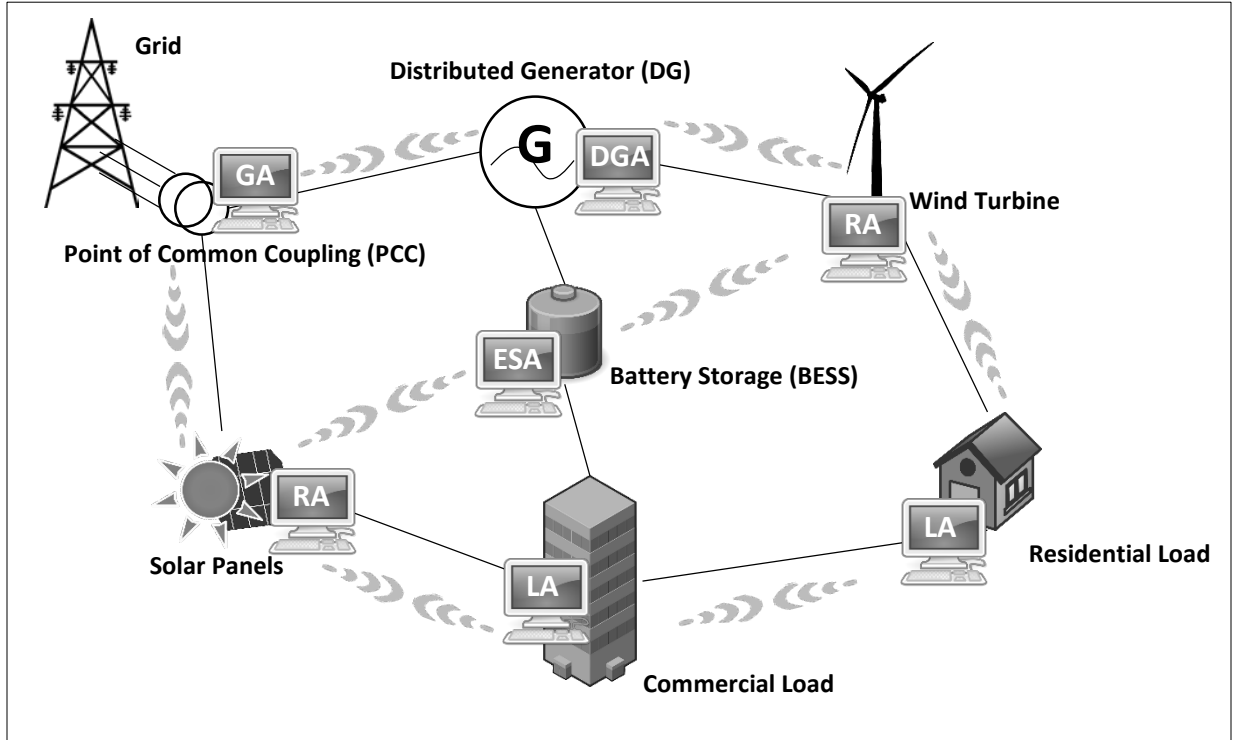 Grid
Distributed Generator (DG)
G
GA
DGA
Wind Turbine
RA
Point of Common Coupling (PCC)
ESA
Battery Storage (BESS)
RA
LA
Solar Panels
Residential Load
LA
Commercial Load